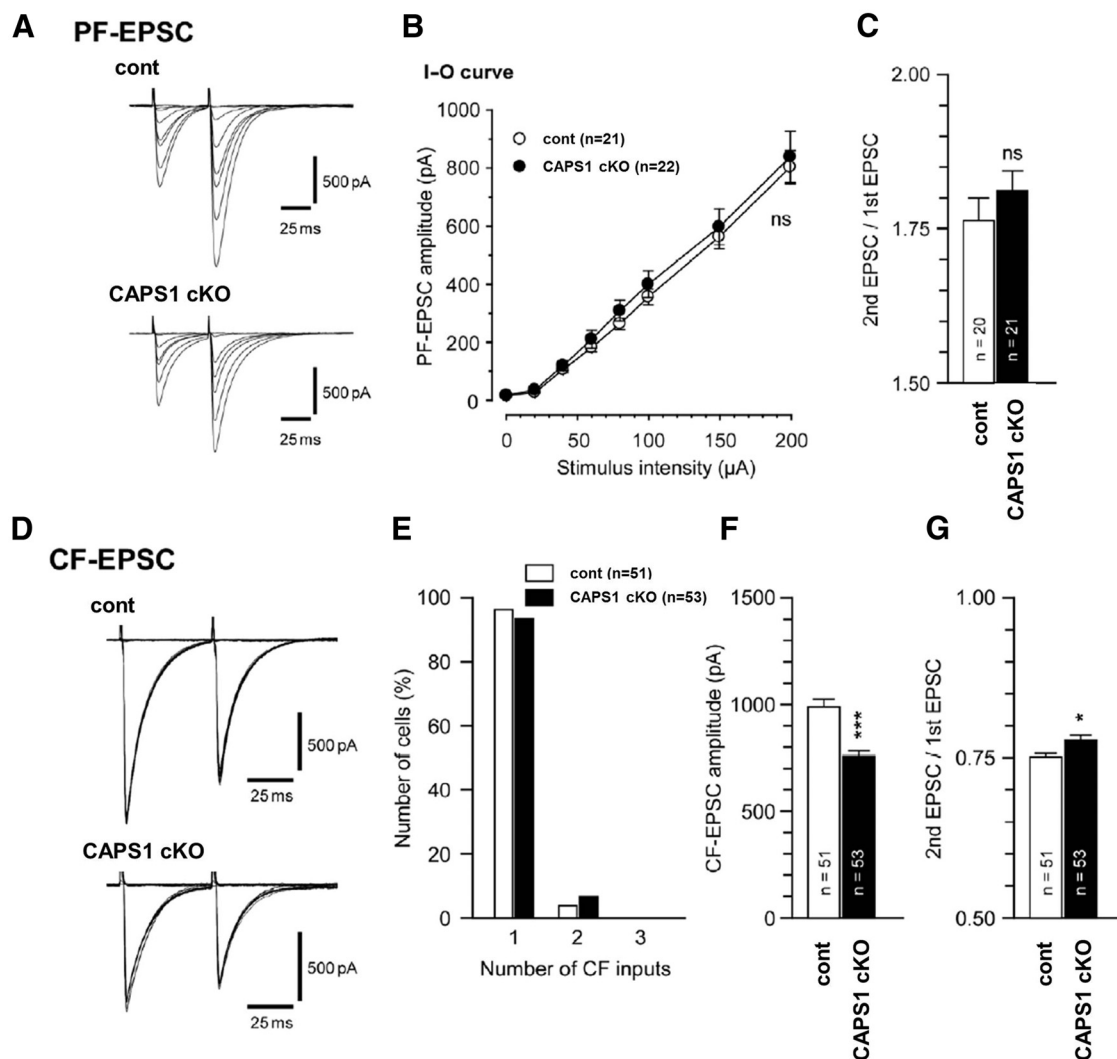 A
PF-EPSC
cont
500 pA
25 ms
CAPS1 cKO
500 pA
25 ms
B
I-O curve
1000
800
600
400
200
0
PF-EPSC amplitude (pA)
cont (n=21)
CAPS1 cKO (n=22)
ns
0
50
100
150
200
Stimulus intensity (µA)
C
2.00
1.75
1.50
2nd EPSC / 1st EPSC
ns
n = 20
n = 21
cont
CAPS1 cKO
D
CF-EPSC
cont
500 pA
25 ms
CAPS1 cKO
500 pA
25 ms
E
cont (n=51)
CAPS1 cKO (n=53)
100
80
60
40
20
0
Number of cells (%)
1
2
3
Number of CF inputs
F
1500
1000
500
0
CF-EPSC amplitude (pA)
***
n = 51
n = 53
cont
CAPS1 cKO
G
1.00
0.75
0.50
2nd EPSC / 1st EPSC
*
n = 51
n = 53
cont
CAPS1 cKO